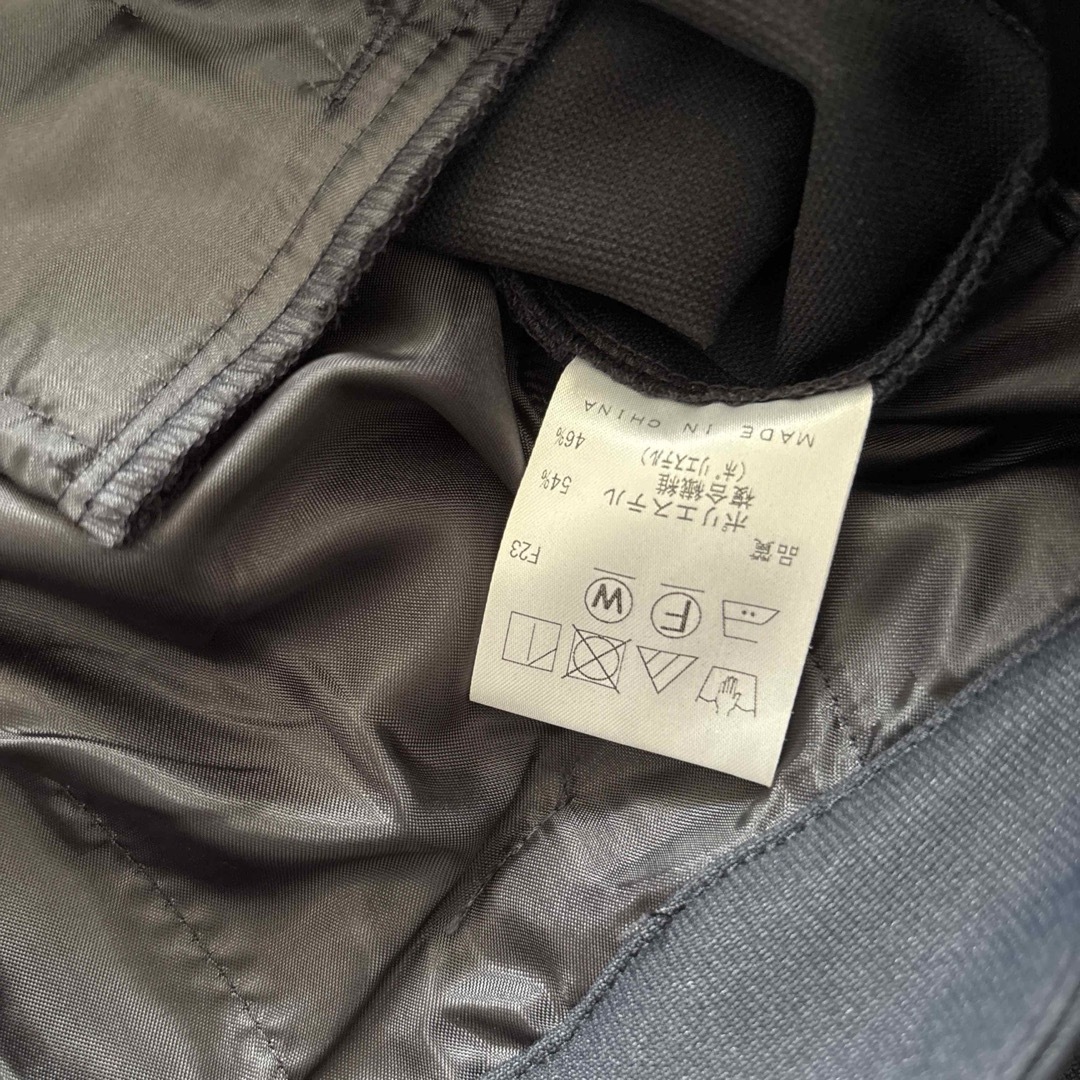 W F
品質 F23
ポリエステル 54%
複合繊維
(ポリエステル) 46%
MADE IN CHINA